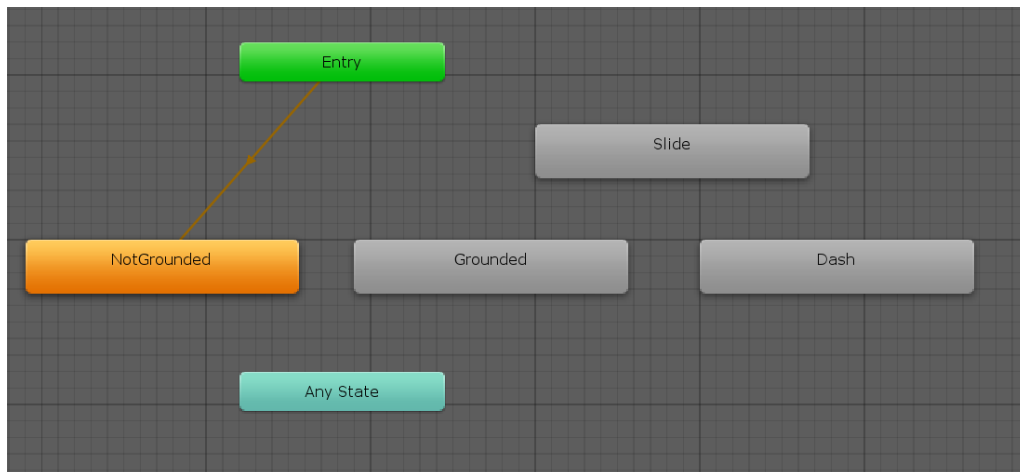 Entry
Slide
NotGrounded
Grounded
Dash
Any State